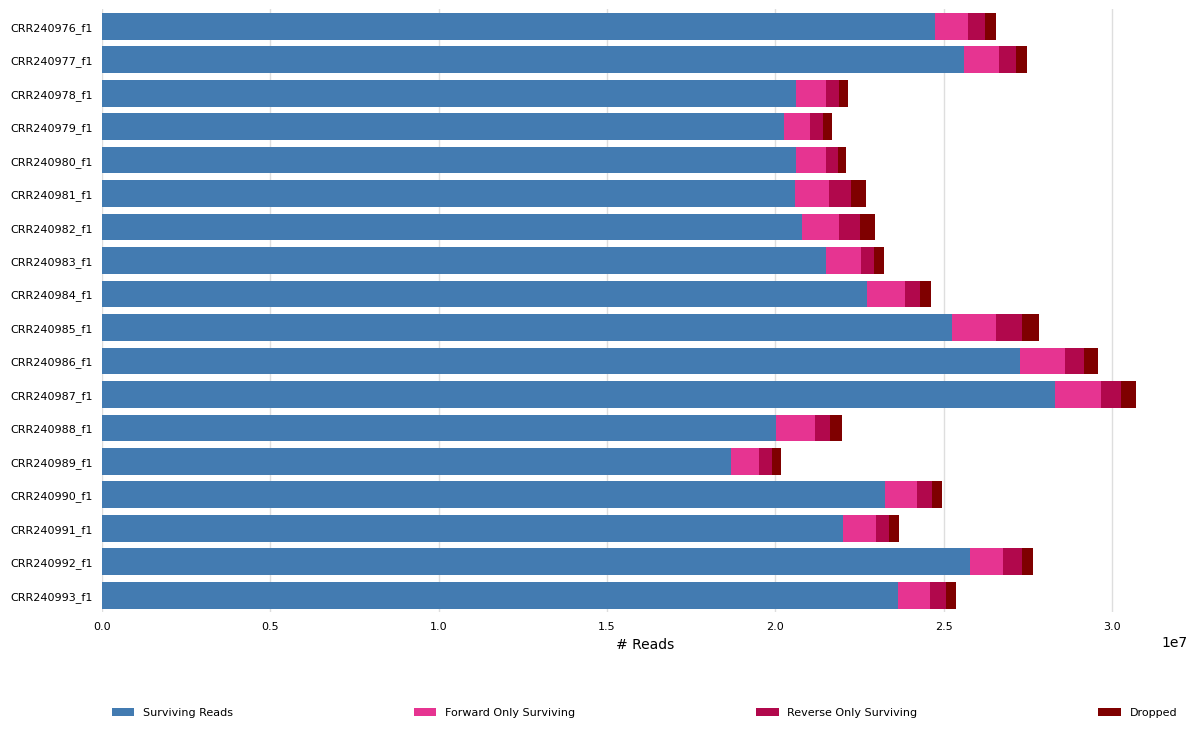 CRR240976_f1
CRR240977_f1
CRR240978_f1
CRR240979_f1
CRR240980_f1
CRR240981_f1
CRR240982_f1
CRR240983_f1
CRR240984_f1
CRR240985_f1
CRR240986_f1
CRR240987_f1
CRR240988_f1
CRR240989_f1
CRR240990_f1
CRR240991_f1
CRR240992_f1
CRR240993_f1
0.0 0.5 1.0 1.5 2.0 2.5 3.0
# Reads 1e7
Surviving Reads Forward Only Surviving Reverse Only Surviving Dropped